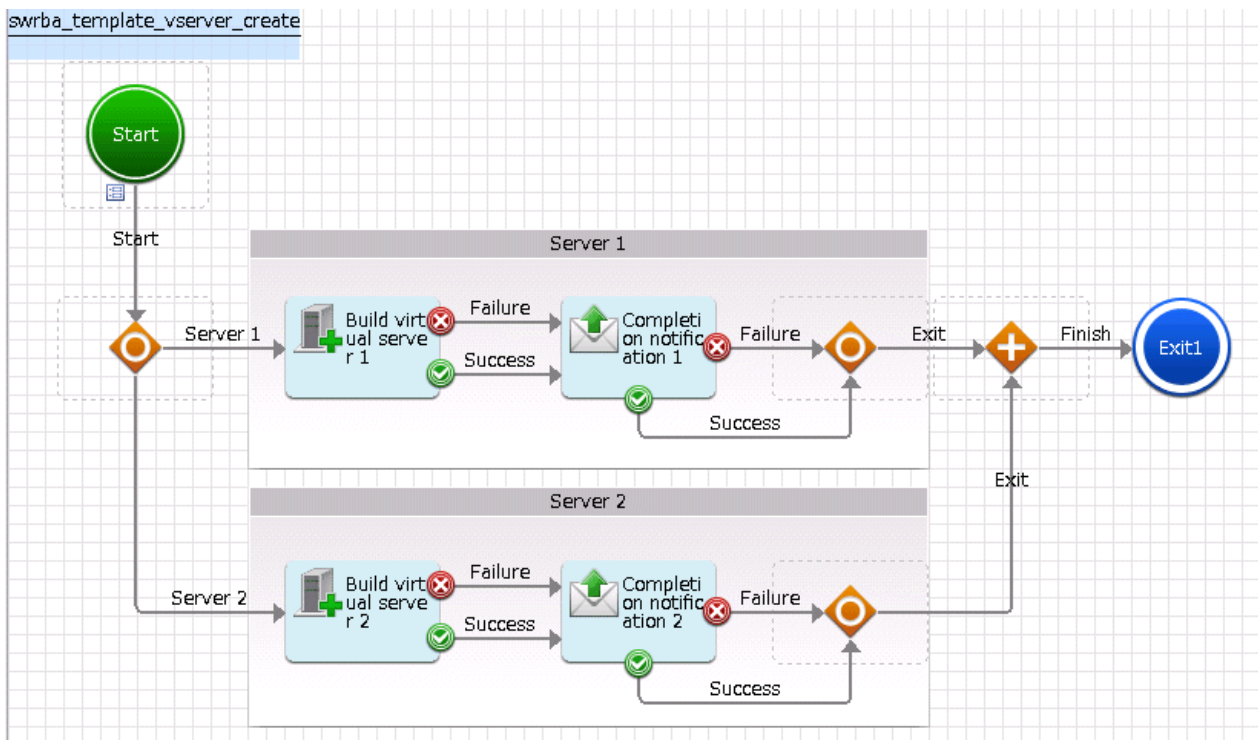 swrba_template_vserver_create
Start
Start
Server 1
Server 1
Build virt
ual serve
r 1
Failure
Success
Completi
on notific
ation 1
Failure
Success
Exit
Finish
Exit1
Server 2
Server 2
Build virt
ual serve
r 2
Failure
Success
Completi
on notific
ation 2
Failure
Success
Exit